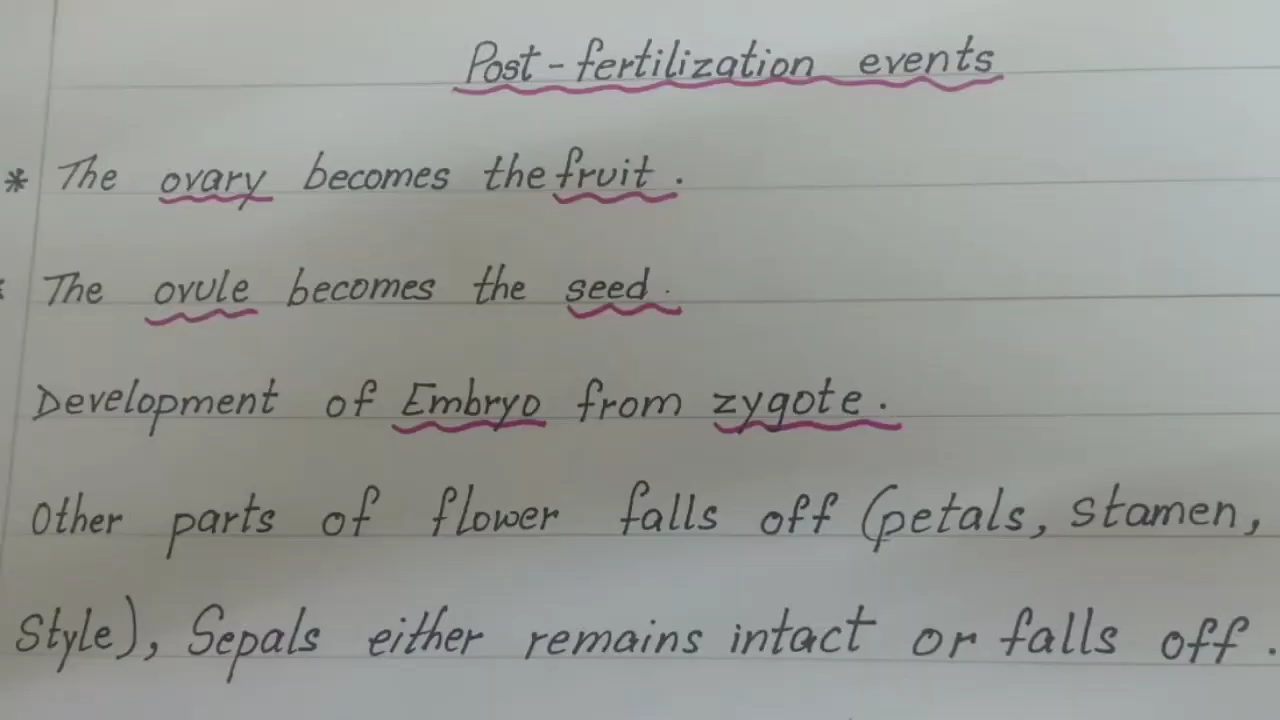 Post-fertilization events
* The ovary becomes the fruit.
* The ovule becomes the seed.
Development of Embryo from zygote.
Other parts of flower falls off (petals, stamen,
Style), Sepals either remains intact or falls off.